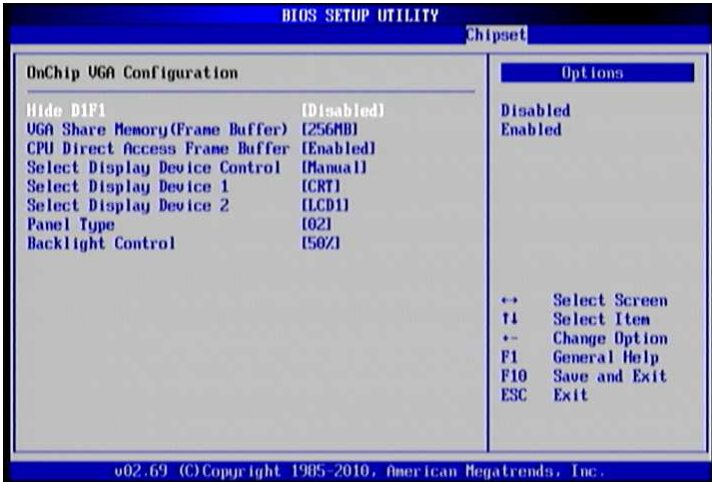 BIOS SETUP UTILITY
Chipset
OnChip VGA Configuration
Hide D1F1 [Disabled]
VGA Share Memory(Frame Buffer) [256MB]
CPU Direct Access Frame Buffer [Enabled]
Select Display Device Control [Manual]
Select Display Device 1 [CRT]
Select Display Device 2 [LCD1]
Panel Type [02]
Backlight Control [50%]
Options
Disabled
Enabled
↔ Select Screen
↑↓ Select Item
+- Change Option
F1 General Help
F10 Save and Exit
ESC Exit
v02.69 (C)Copyright 1985-2010, American Megatrends, Inc.